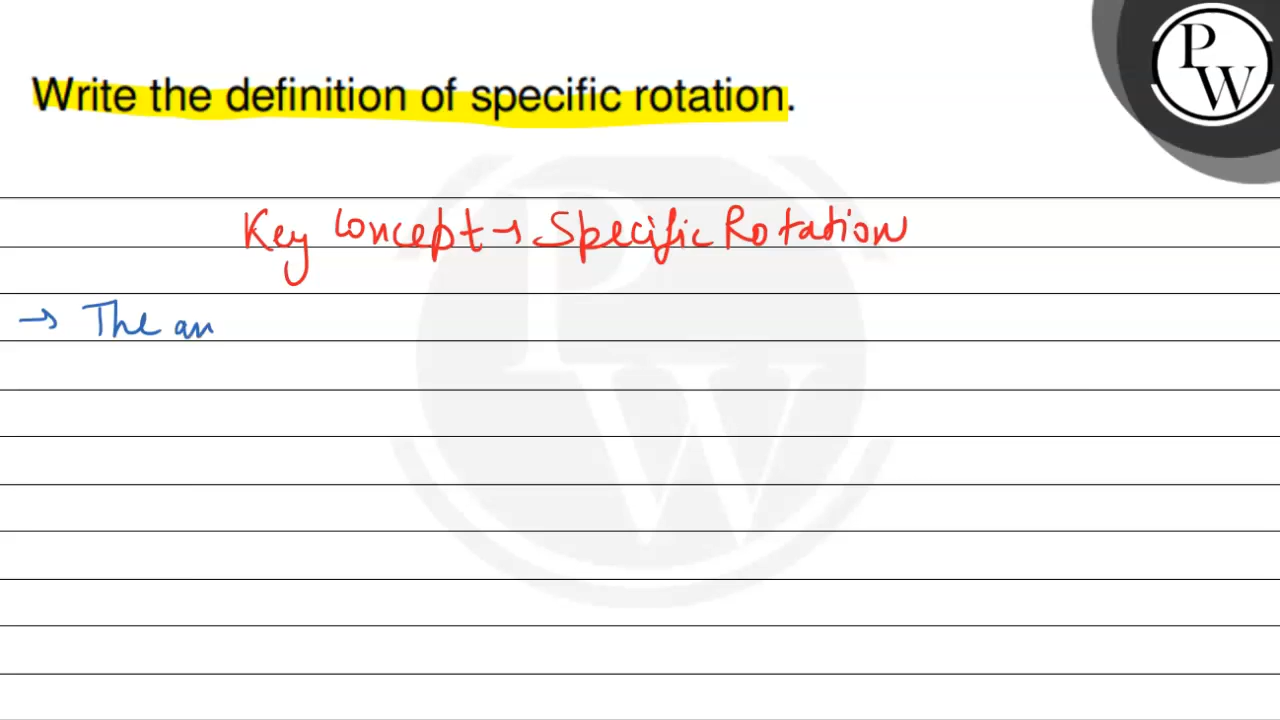 Write the definition of specific rotation.
P
W
Key Concept → Specific Rotation
→ The an
P
W